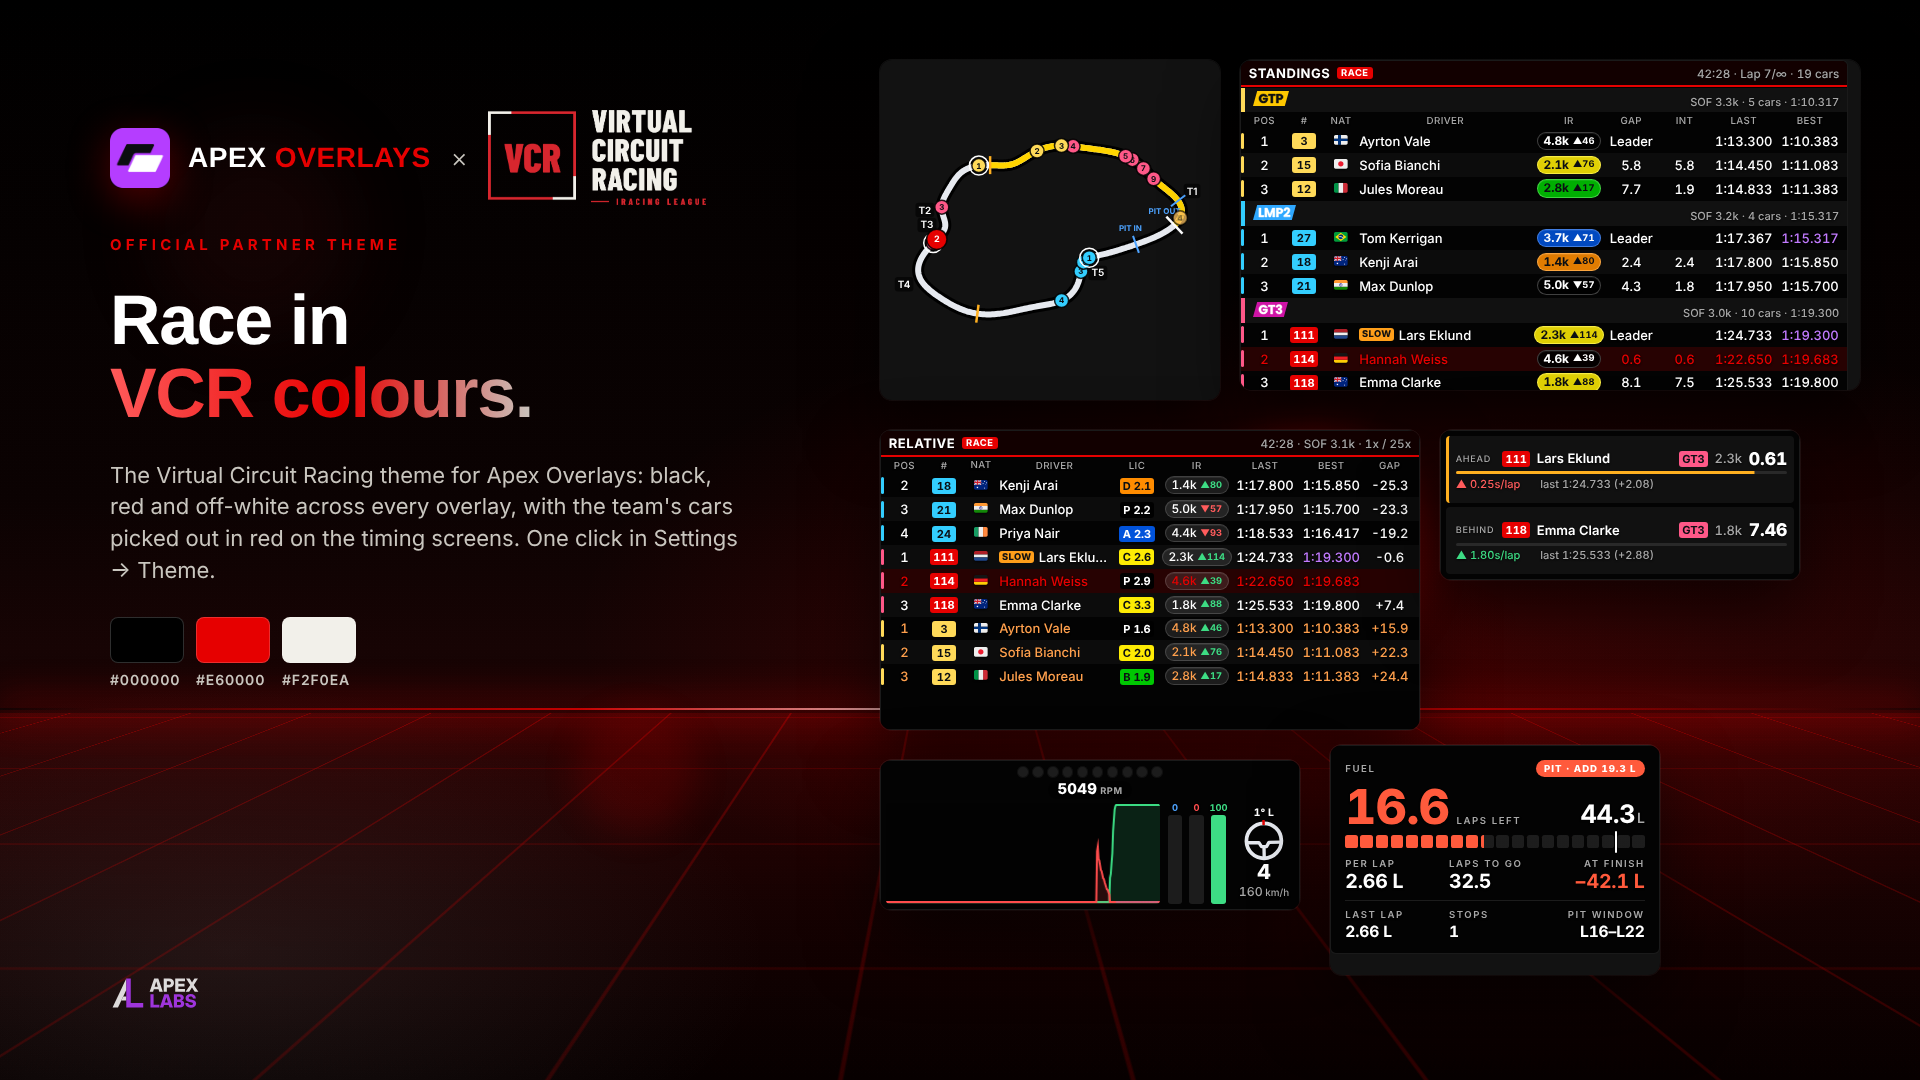 APEX OVERLAYS × VCR VIRTUAL CIRCUIT RACING
IRACING LEAGUE
OFFICIAL PARTNER THEME
Race in
VCR colours.
The Virtual Circuit Racing theme for Apex Overlays: black,
red and off-white across every overlay, with the team's cars
picked out in red on the timing screens. One click in Settings
→ Theme.
#000000 #E60000 #F2F0EA
APEX
LABS
1 2 3 4 5 7 9
T1
PIT OU
4
T2 3
T3 2
PIT IN
1
3 T5
T4
4
STANDINGS RACE 42:28 · Lap 7/∞ · 19 cars
GTP SOF 3.3k · 5 cars · 1:10.317
POS # NAT DRIVER IR GAP INT LAST BEST
1 3 Ayrton Vale 4.8k ▲46 Leader 1:13.300 1:10.383
2 15 Sofia Bianchi 2.1k ▲76 5.8 5.8 1:14.450 1:11.083
3 12 Jules Moreau 2.8k ▲17 7.7 1.9 1:14.833 1:11.383
LMP2 SOF 3.2k · 4 cars · 1:15.317
1 27 Tom Kerrigan 3.7k ▲71 Leader 1:17.367 1:15.317
2 18 Kenji Arai 1.4k ▲80 2.4 2.4 1:17.800 1:15.850
3 21 Max Dunlop 5.0k ▼57 4.3 1.8 1:17.950 1:15.700
GT3 SOF 3.0k · 10 cars · 1:19.300
1 111 SLOW Lars Eklund 2.3k ▲114 Leader 1:24.733 1:19.300
2 114 Hannah Weiss 4.6k ▲39 0.6 0.6 1:22.650 1:19.683
3 118 Emma Clarke 1.8k ▲88 8.1 7.5 1:25.533 1:19.800
RELATIVE RACE 42:28 · SOF 3.1k · 1x / 25x
POS # NAT DRIVER LIC IR LAST BEST GAP
2 18 Kenji Arai D 2.1 1.4k ▲80 1:17.800 1:15.850 -25.3
3 21 Max Dunlop P 2.2 5.0k ▼57 1:17.950 1:15.700 -23.3
4 24 Priya Nair A 2.3 4.4k ▼93 1:18.533 1:16.417 -19.2
1 111 SLOW Lars Eklu... C 2.6 2.3k ▲114 1:24.733 1:19.300 -0.6
2 114 Hannah Weiss P 2.9 4.6k ▲39 1:22.650 1:19.683
3 118 Emma Clarke C 3.3 1.8k ▲88 1:25.533 1:19.800 +7.4
1 3 Ayrton Vale P 1.6 4.8k ▲46 1:13.300 1:10.383 +15.9
2 15 Sofia Bianchi C 2.0 2.1k ▲76 1:14.450 1:11.083 +22.3
3 12 Jules Moreau B 1.9 2.8k ▲17 1:14.833 1:11.383 +24.4
AHEAD 111 Lars Eklund GT3 2.3k 0.61
▲ 0.25s/lap last 1:24.733 (+2.08)
BEHIND 118 Emma Clarke GT3 1.8k 7.46
▲ 1.80s/lap last 1:25.533 (+2.88)
5049 RPM
0 0 100
1° L
4
160 km/h
FUEL PIT · ADD 19.3 L
16.6 LAPS LEFT 44.3 L
PER LAP LAPS TO GO AT FINISH
2.66 L 32.5 −42.1 L
LAST LAP STOPS PIT WINDOW
2.66 L 1 L16–L22